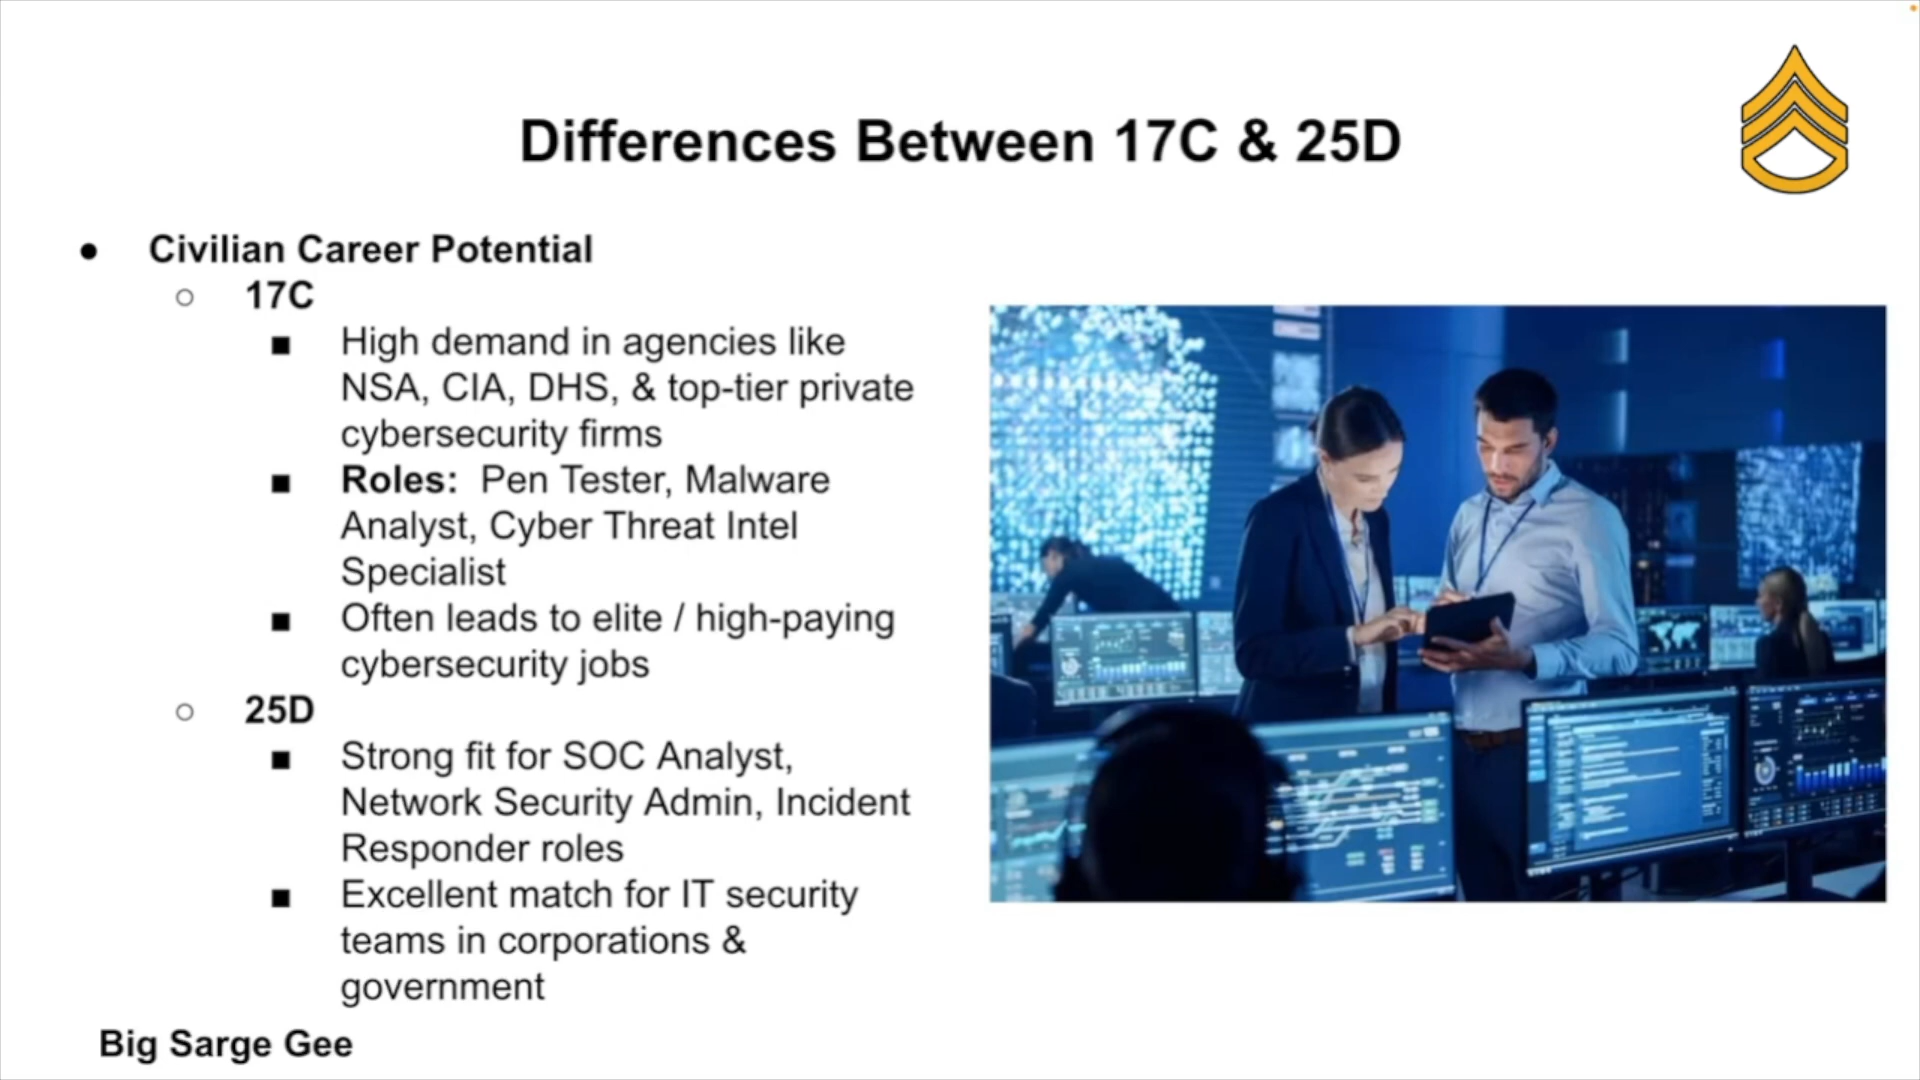 Differences Between 17C & 25D
● Civilian Career Potential
○ 17C
■ High demand in agencies like
NSA, CIA, DHS, & top-tier private
cybersecurity firms
■ Roles: Pen Tester, Malware
Analyst, Cyber Threat Intel
Specialist
■ Often leads to elite / high-paying
cybersecurity jobs
○ 25D
■ Strong fit for SOC Analyst,
Network Security Admin, Incident
Responder roles
■ Excellent match for IT security
teams in corporations &
government
Big Sarge Gee